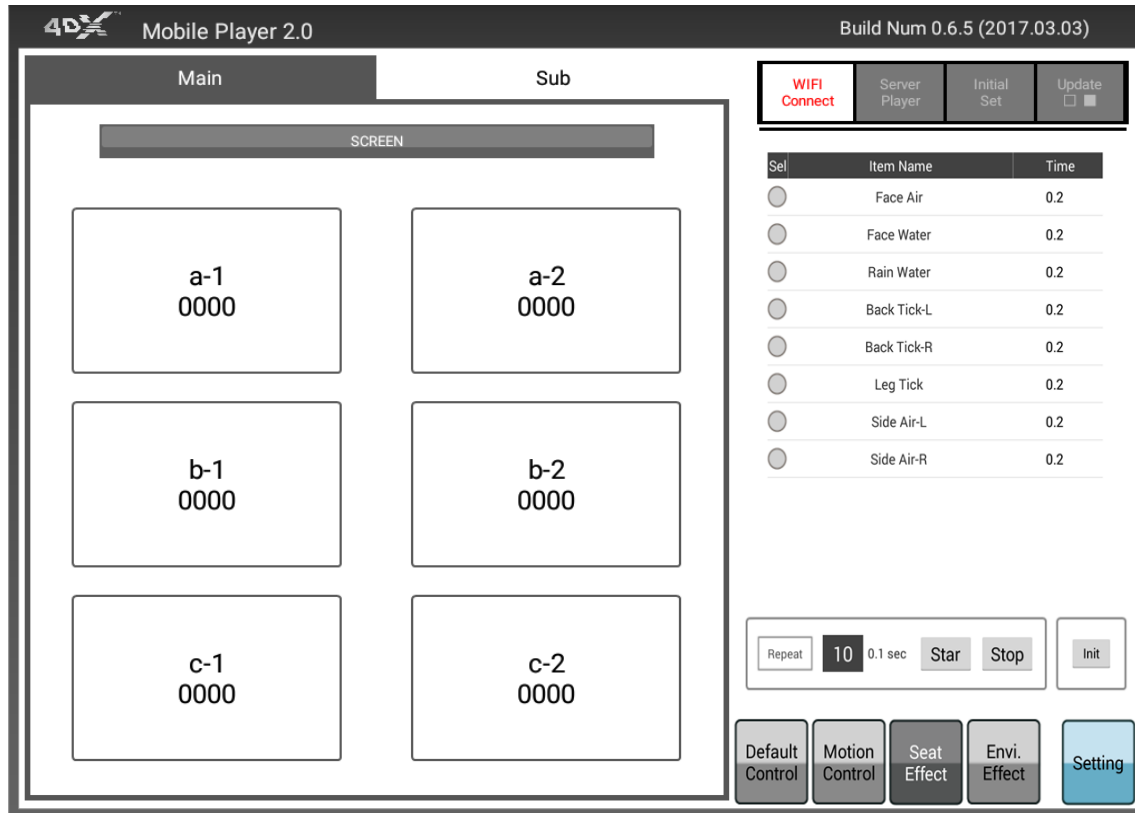 4DX™ Mobile Player 2.0 Build Num 0.6.5 (2017.03.03)
Main Sub
WIFI Connect
Server Player
Initial Set
Update
SCREEN
Sel Item Name Time
Face Air 0.2
Face Water 0.2
Rain Water 0.2
Back Tick-L 0.2
Back Tick-R 0.2
Leg Tick 0.2
Side Air-L 0.2
Side Air-R 0.2
a-1
0000
a-2
0000
b-1
0000
b-2
0000
c-1
0000
c-2
0000
Repeat 10 0.1 sec Star Stop Init
Default Control
Motion Control
Seat Effect
Envi. Effect
Setting